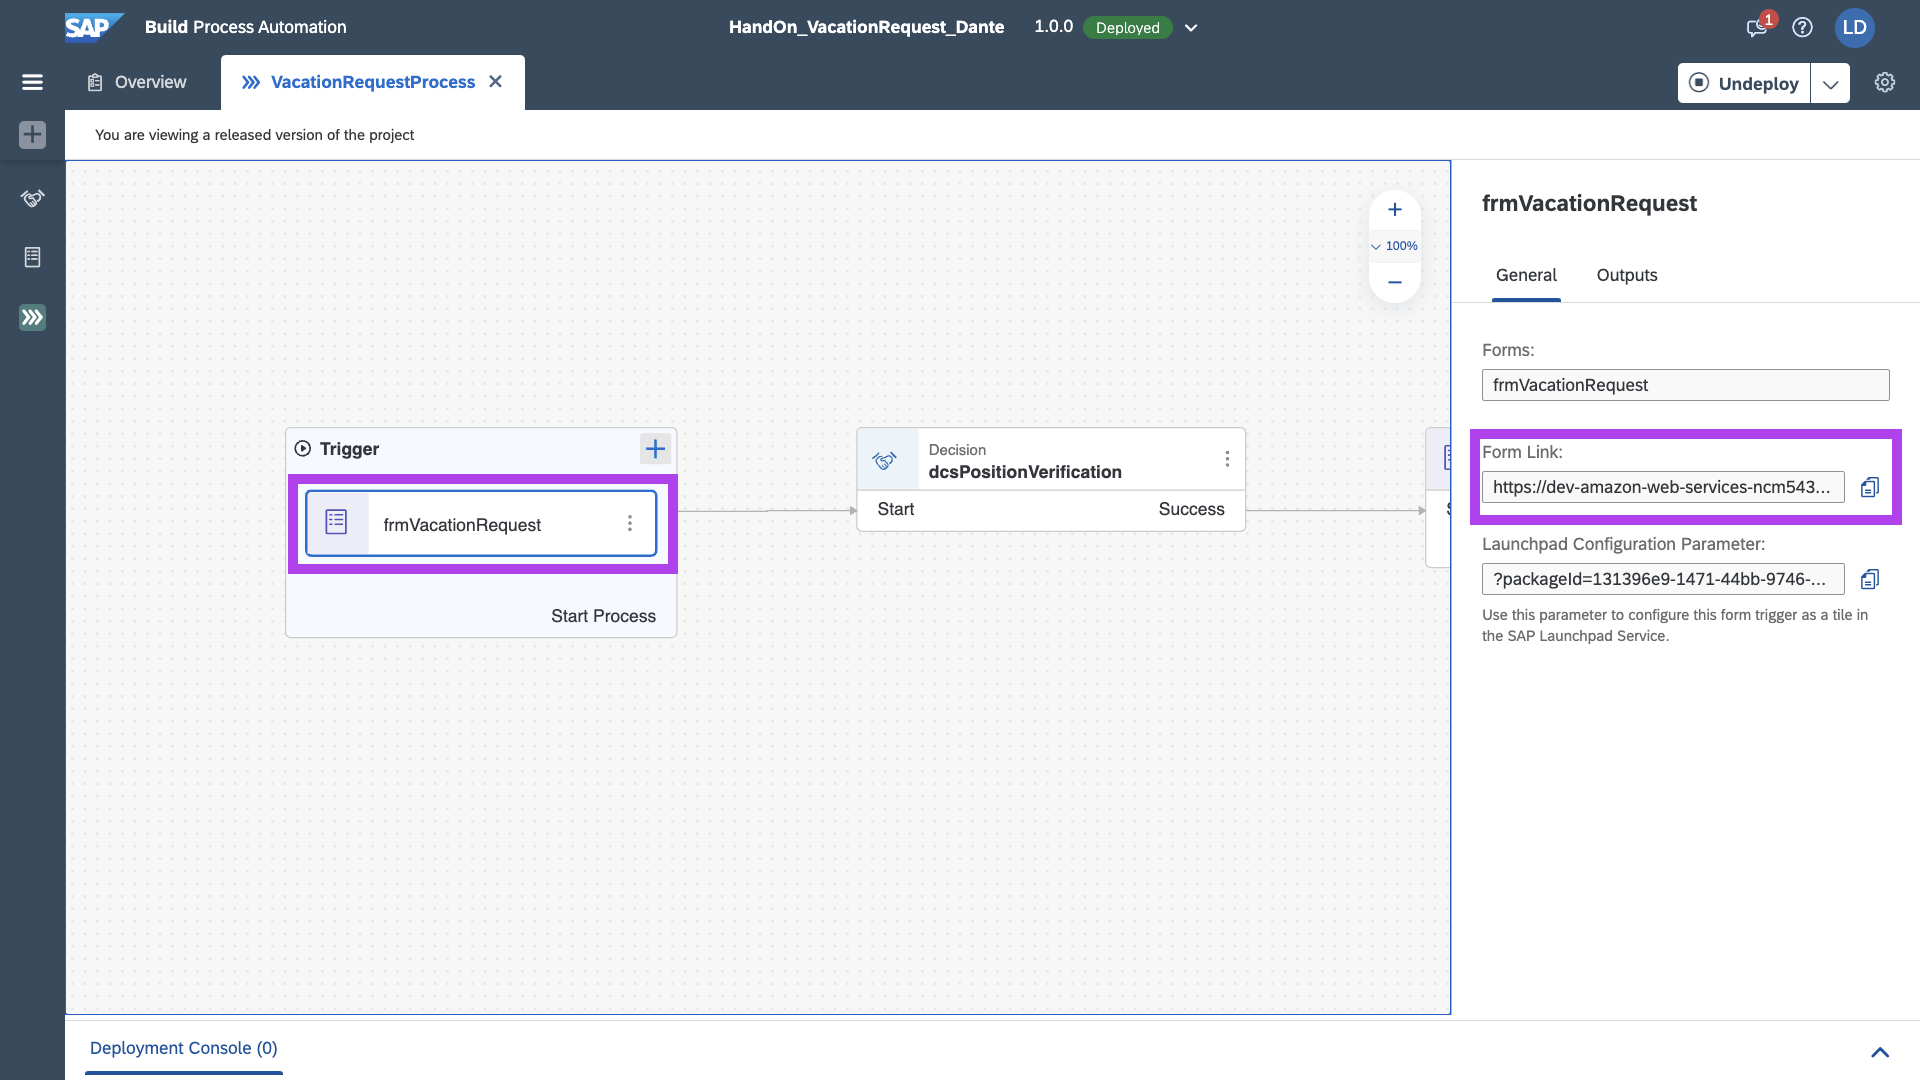 SAP Build Process Automation
HandOn_VacationRequest_Dante 1.0.0 Deployed
1
LD
Overview
VacationRequestProcess
Undeploy
You are viewing a released version of the project
100%
Trigger
frmVacationRequest
Start Process
Decision
dcsPositionVerification
Start Success
frmVacationRequest
General Outputs
Forms:
frmVacationRequest
Form Link:
https://dev-amazon-web-services-ncm543...
Launchpad Configuration Parameter:
?packageId=131396e9-1471-44bb-9746-...
Use this parameter to configure this form trigger as a tile in
the SAP Launchpad Service.
Deployment Console (0)